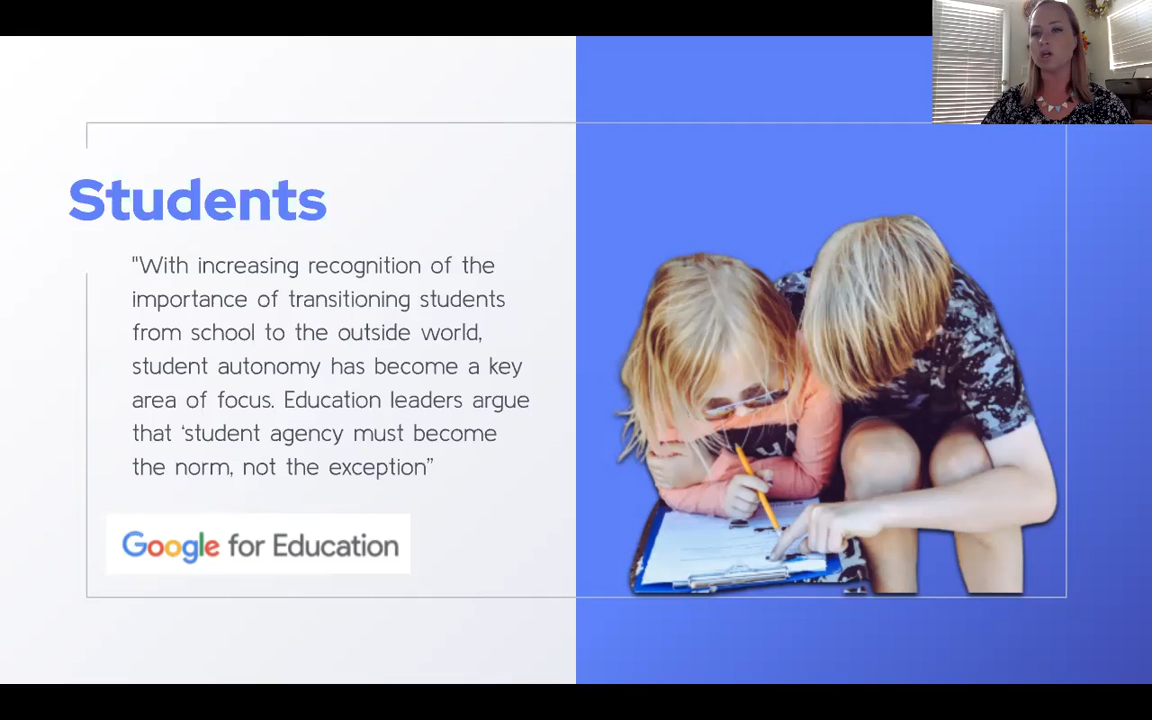 Students
"With increasing recognition of the
importance of transitioning students
from school to the outside world,
student autonomy has become a key
area of focus. Education leaders argue
that ‘student agency must become
the norm, not the exception”
Google for Education